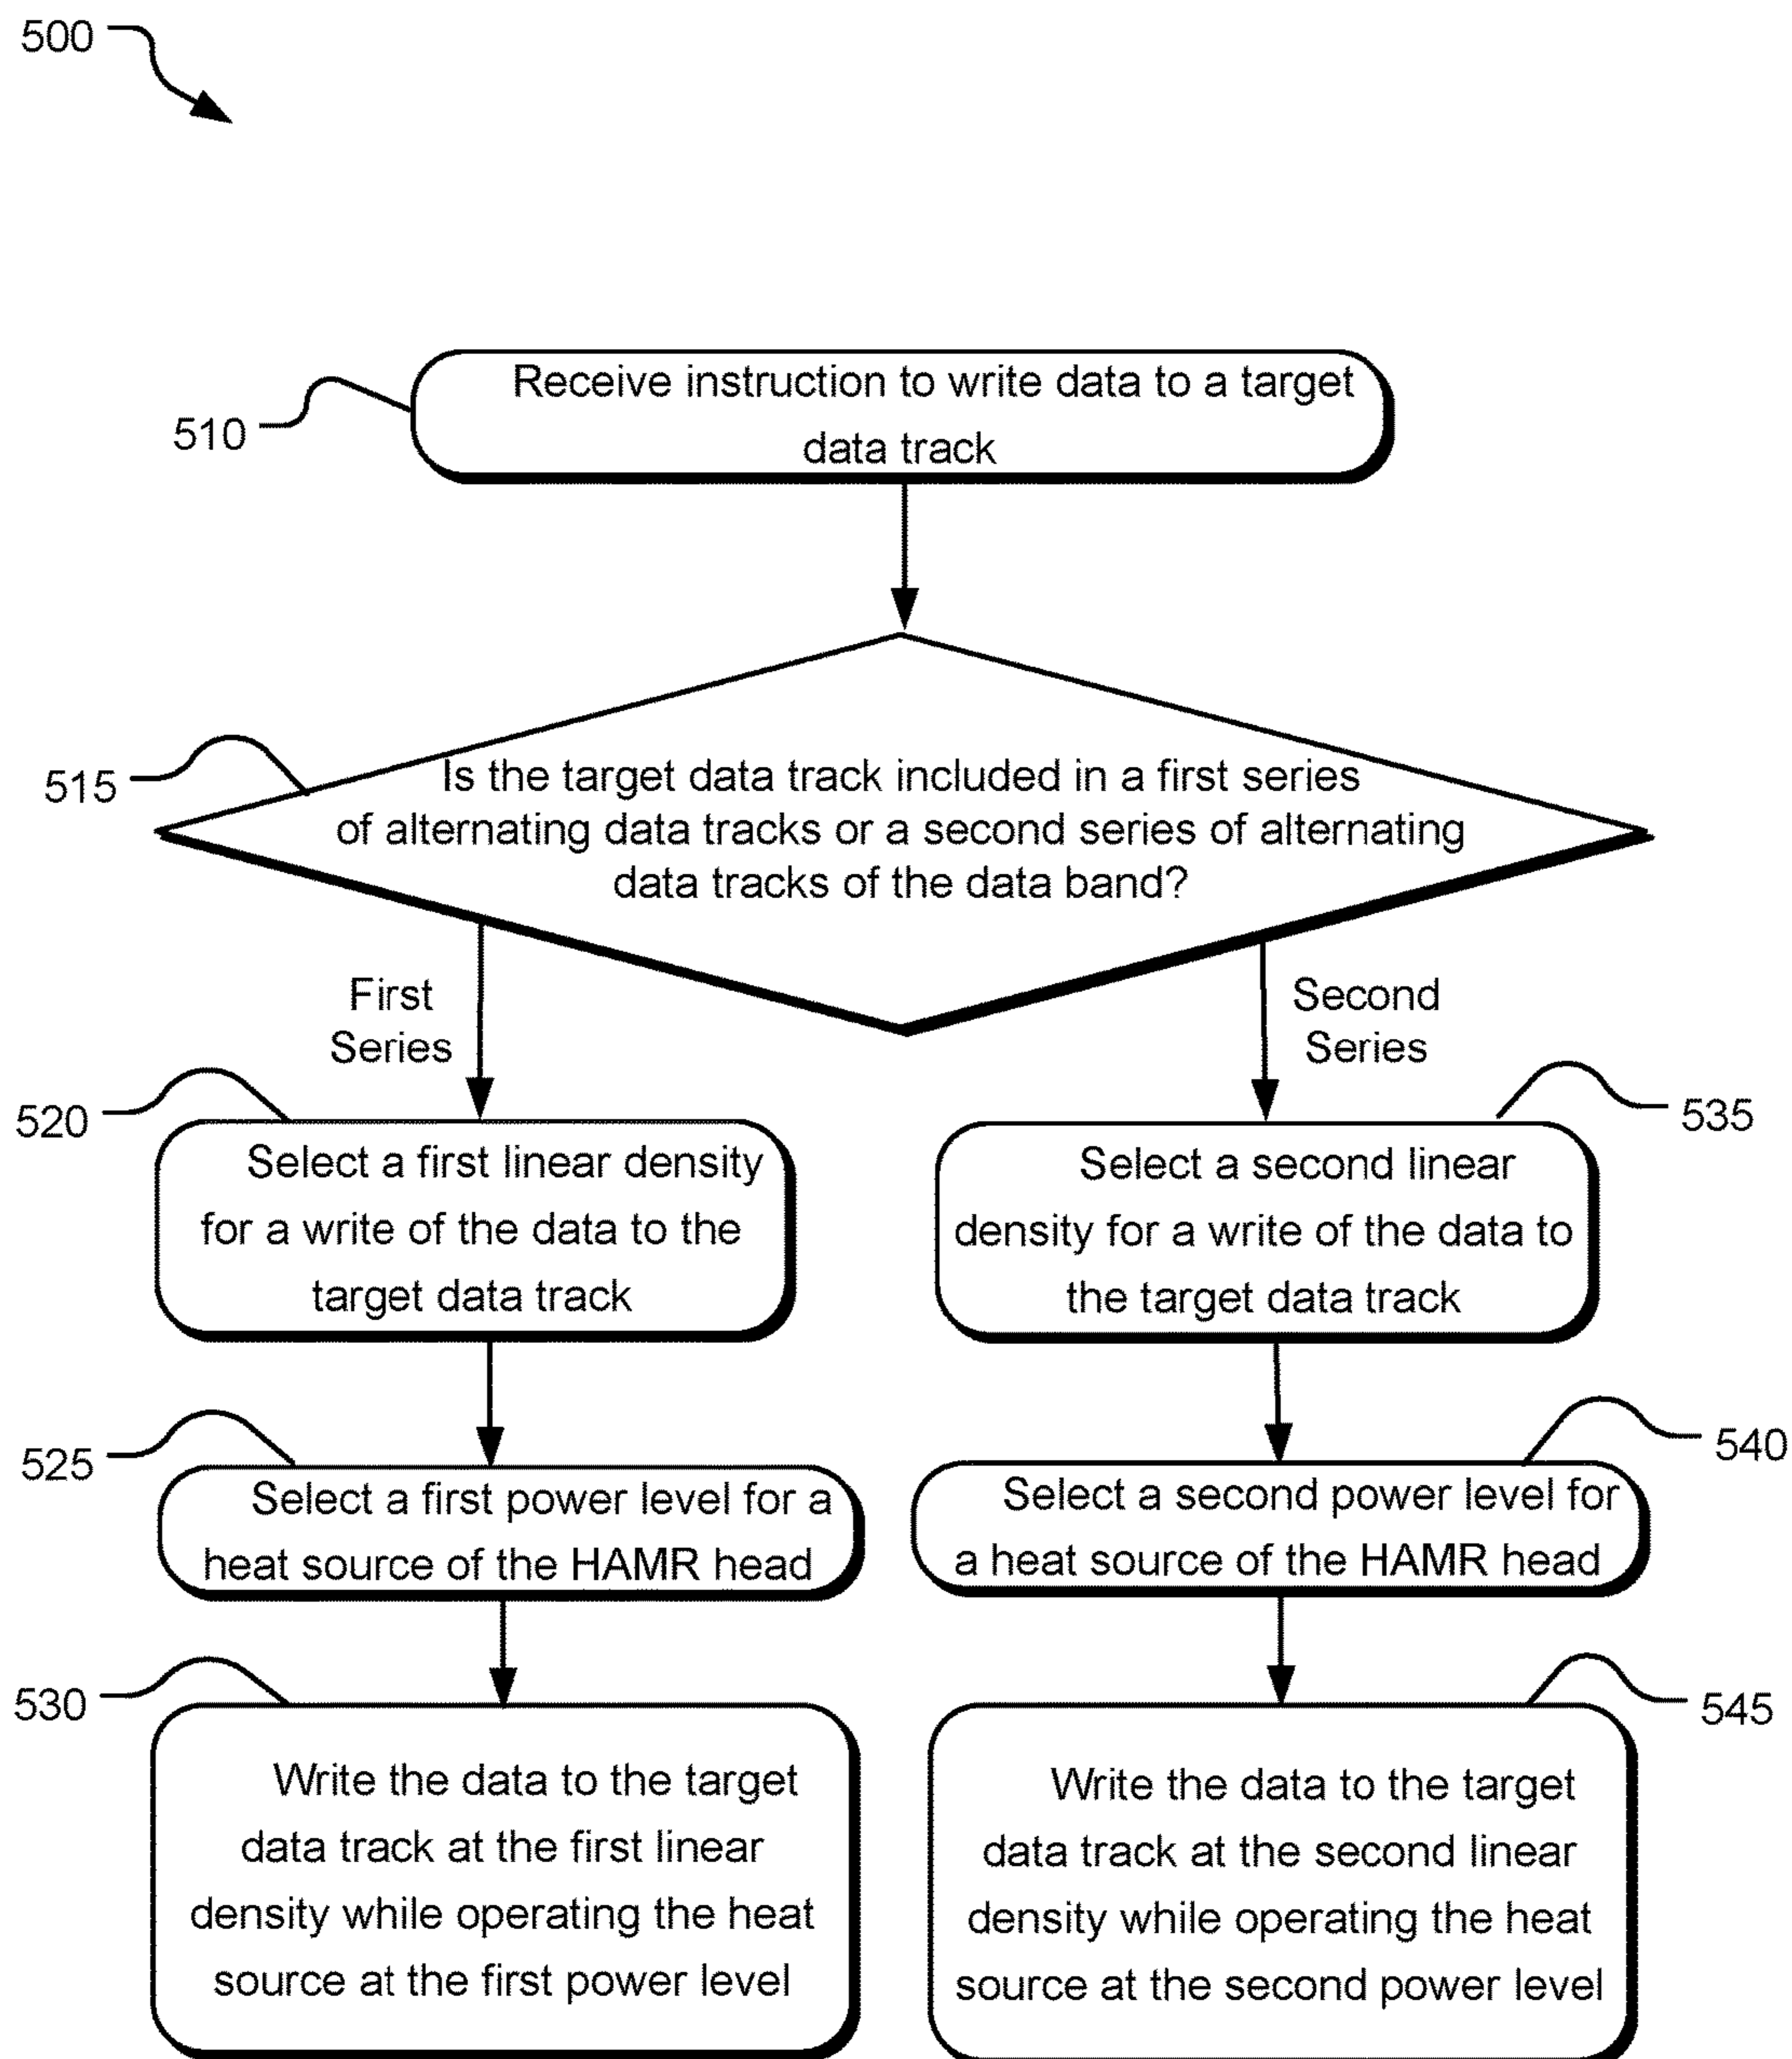 500
510
Receive instruction to write data to a target
data track
515
Is the target data track included in a first series
of alternating data tracks or a second series of alternating
data tracks of the data band?
First
Series
Second
Series
520
Select a first linear density
for a write of the data to the
target data track
535
Select a second linear
density for a write of the data to
the target data track
525
Select a first power level for a
heat source of the HAMR head
540
Select a second power level for
a heat source of the HAMR head
530
Write the data to the target
data track at the first linear
density while operating the heat
source at the first power level
545
Write the data to the target
data track at the second linear
density while operating the heat
source at the second power level